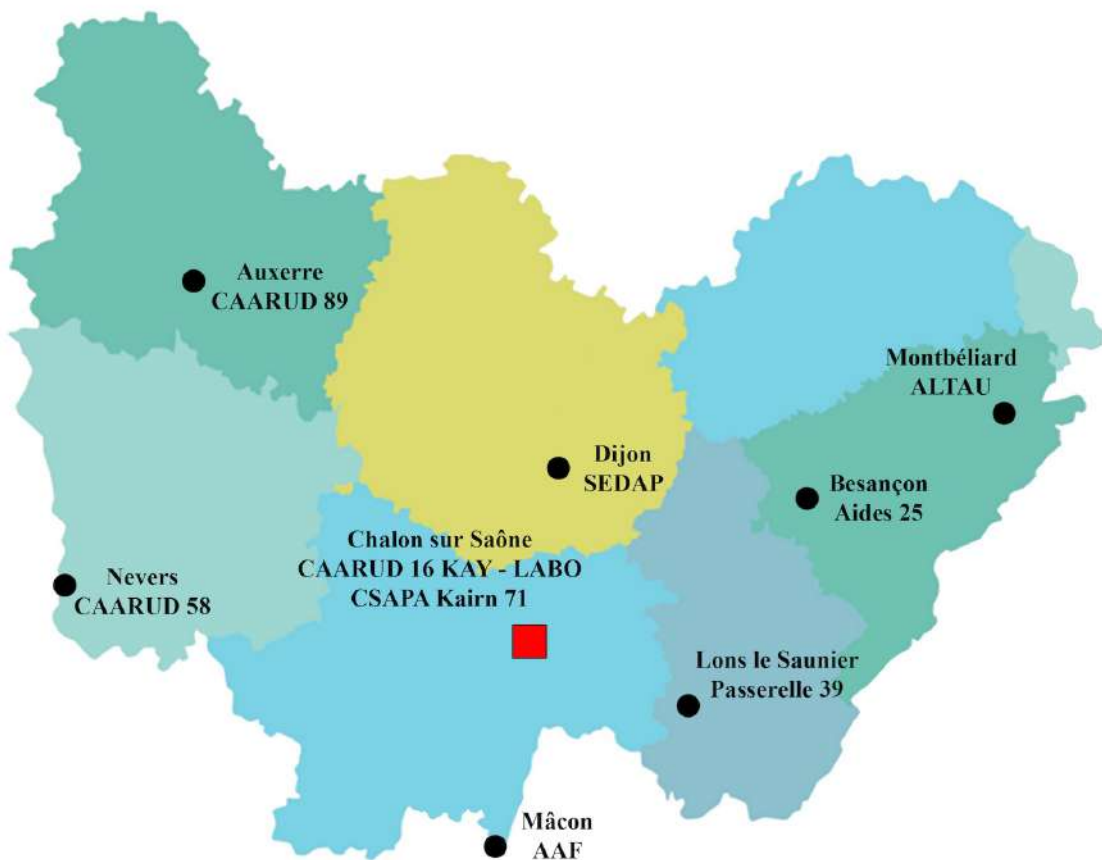 Auxerre
CAARUD 89
Montbéliard
ALTAU
Dijon
SEDAP
Besançon
Aides 25
Chalon sur Saône
CAARUD 16 KAY - LABO
CSAPA Kairn 71
Nevers
CAARUD 58
Lons le Saunier
Passerelle 39
Mâcon
AAF